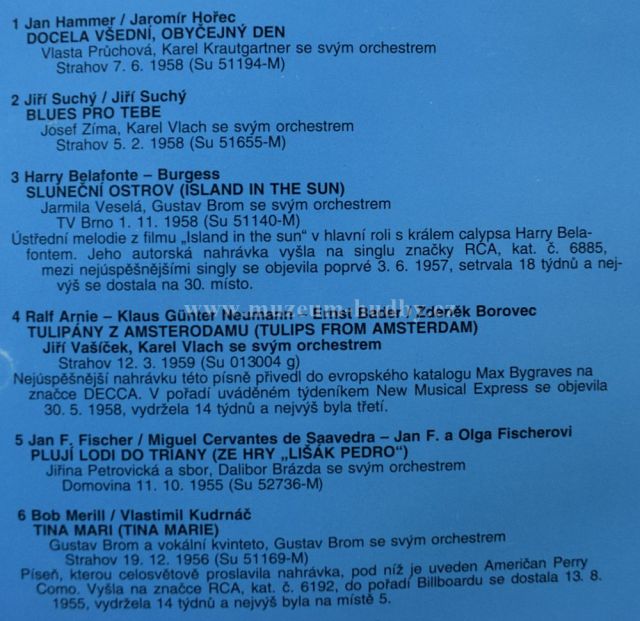 1 Jan Hammer / Jaromír Hořec
DOCELA VŠEDNÍ, OBYČEJNÝ DEN
Vlasta Průchová, Karel Krautgartner se svým orchestrem
Strahov 7. 6. 1958 (Su 51194-M)
2 Jiří Suchý / Jiří Suchý
BLUES PRO TEBE
Josef Zíma, Karel Vlach se svým orchestrem
Strahov 5. 2. 1958 (Su 51655-M)
3 Harry Belafonte – Burgess
SLUNEČNÍ OSTROV (ISLAND IN THE SUN)
Jarmila Veselá, Gustav Brom se svým orchestrem
TV Brno 1. 11. 1958 (Su 51140-M)
Ústřední melodie z filmu „Island in the sun“ v hlavní roli s králem calypsa Harry Bela-
fontem. Jeho autorská nahrávka vyšla na singlu značky RCA, kat. č. 6885,
mezi nejúspěšnějšími singly se objevila poprvé 3. 6. 1957, setrvala 18 týdnů a nej-
výš se dostala na 30. místo.
www.muzeum-hudby.cz
4 Ralf Arnie – Klaus Günter Neumann – Ernst Bader / Zdeněk Borovec
TULIPÁNY Z AMSTERODAMU (TULIPS FROM AMSTERDAM)
Jiří Vašíček, Karel Vlach se svým orchestrem
Strahov 12. 3. 1959 (Su 013004 g)
Nejúspěšnější nahrávku této písně přivedl do evropského katalogu Max Bygraves na
značce DECCA. V pořadí uváděném týdeníkem New Musical Express se objevila
30. 5. 1958, vydržela 14 týdnů a nejvýš byla třetí.
5 Jan F. Fischer / Miguel Cervantes de Saavedra – Jan F. a Olga Fischerovi
PLUJÍ LODI DO TRIANY (ZE HRY „LIŠÁK PEDRO“)
Jiřina Petrovická a sbor, Dalibor Brázda se svým orchestrem
Domovina 11. 10. 1955 (Su 52736-M)
6 Bob Merill / Vlastimil Kudrnáč
TINA MARI (TINA MARIE)
Gustav Brom a vokální kvinteto, Gustav Brom se svým orchestrem
Strahov 19. 12. 1956 (Su 51169-M)
Píseň, kterou celosvětově proslavila nahrávka, pod níž je uveden Američan Perry
Como. Vyšla na značce RCA, kat. č. 6192, do pořadí Billboardu se dostala 13. 8.
1955, vydržela 14 týdnů a nejvýš byla na místě 5.